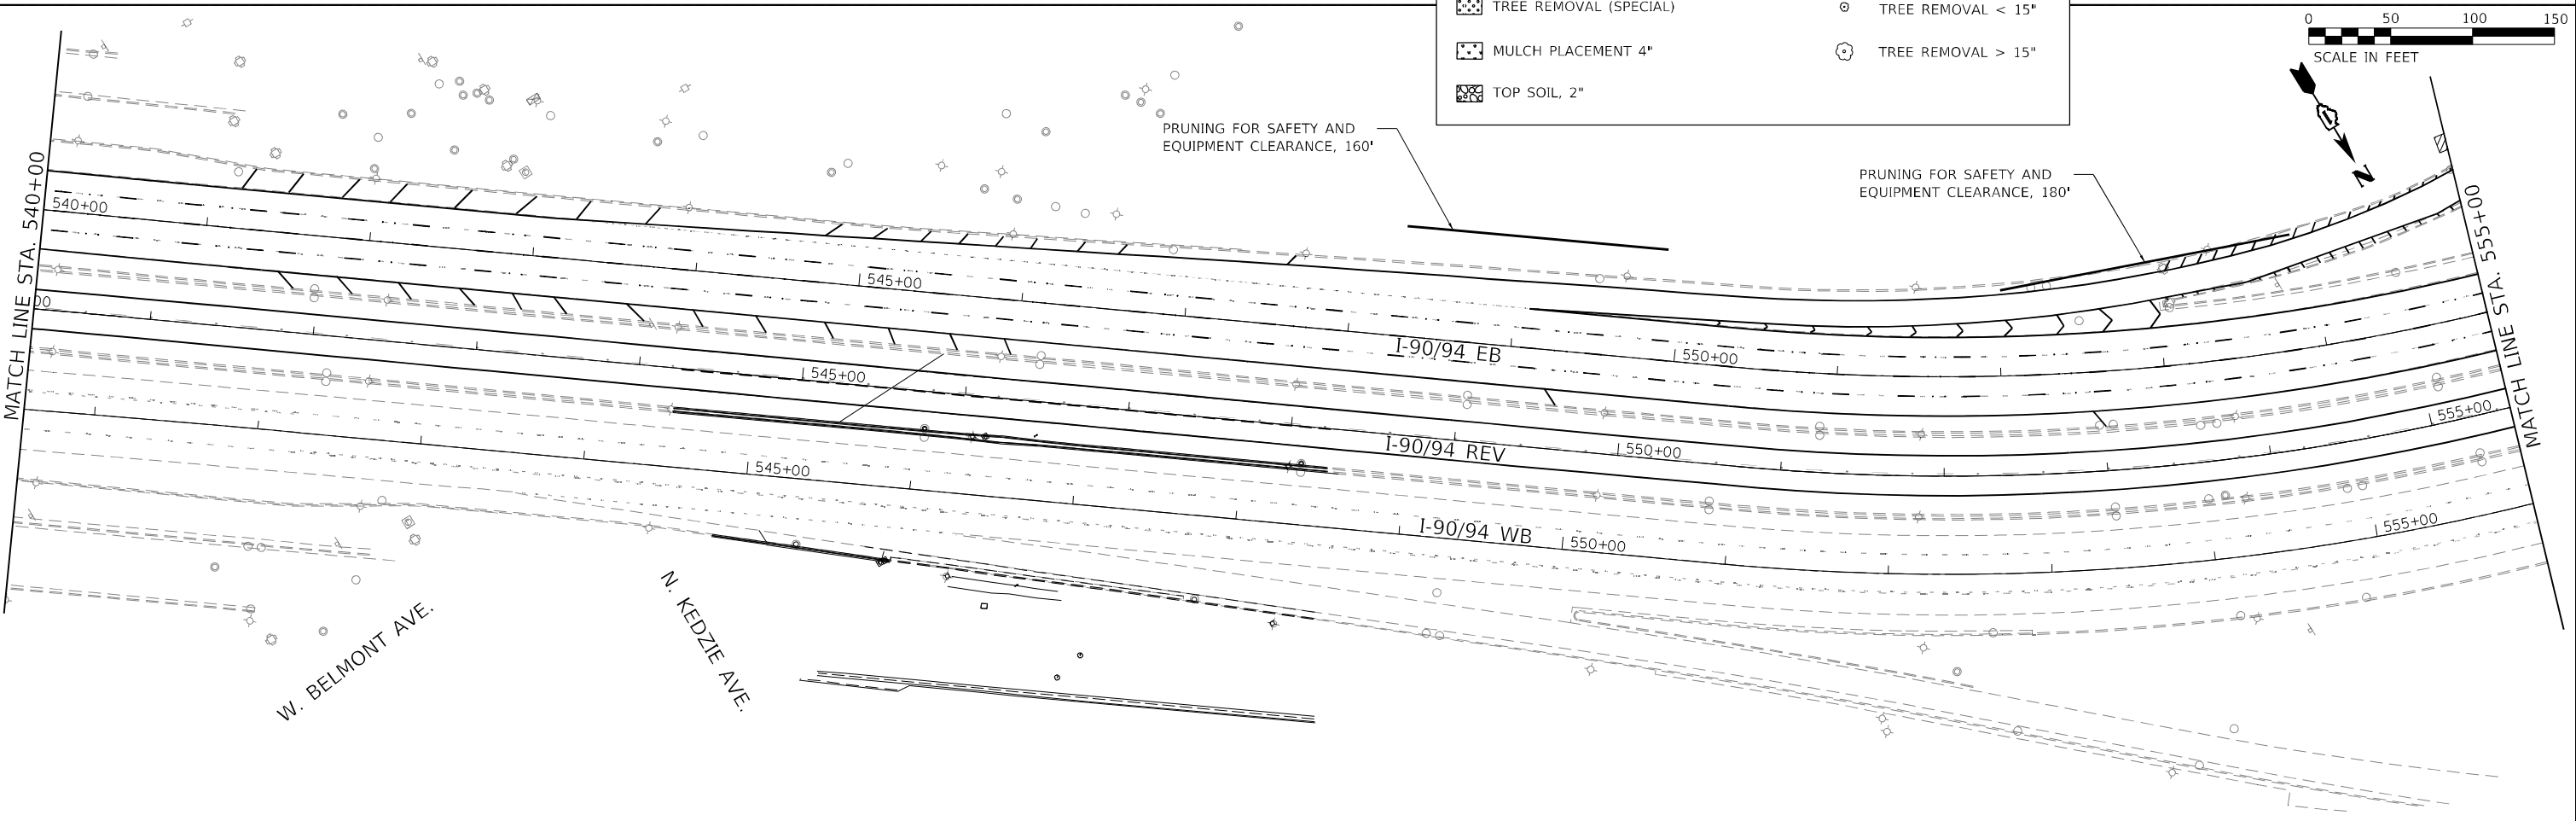 TREE REMOVAL (SPECIAL)
TREE REMOVAL < 15"
MULCH PLACEMENT 4"
TREE REMOVAL > 15"
TOP SOIL, 2"
0 50 100 150
SCALE IN FEET
N
PRUNING FOR SAFETY AND
EQUIPMENT CLEARANCE, 160'
PRUNING FOR SAFETY AND
EQUIPMENT CLEARANCE, 180'
MATCH LINE STA. 540+00
540+00
00
545+00
545+00
545+00
I-90/94 EB
I-90/94 REV
I-90/94 WB
550+00
550+00
550+00
555+00
555+00
MATCH LINE STA. 555+00
W. BELMONT AVE.
N. KEDZIE AVE.